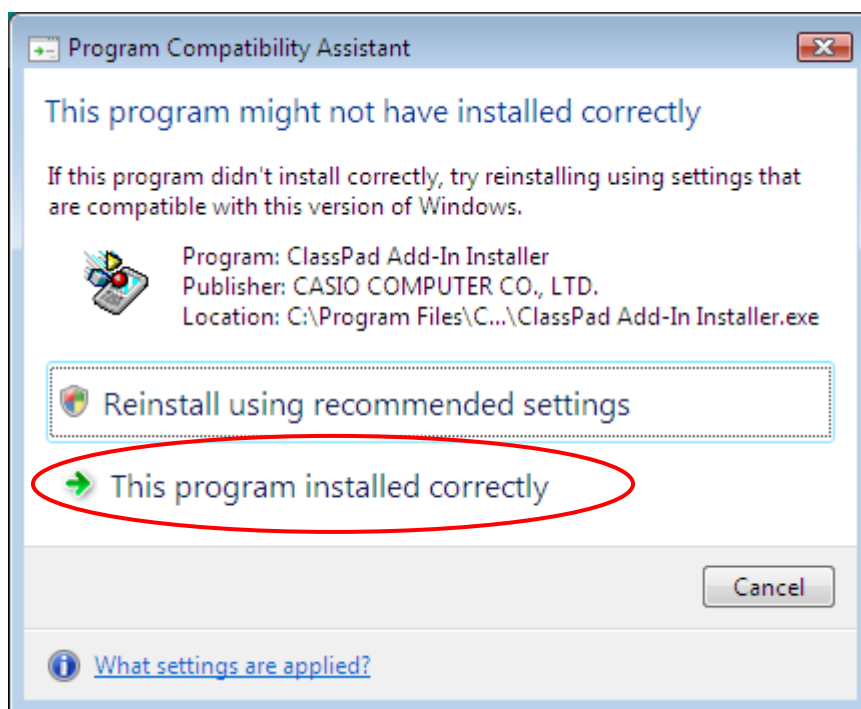 Program Compatibility Assistant
This program might not have installed correctly
If this program didn't install correctly, try reinstalling using settings that
are compatible with this version of Windows.
Program: ClassPad Add-In Installer
Publisher: CASIO COMPUTER CO., LTD.
Location: C:\Program Files\C...\ClassPad Add-In Installer.exe
Reinstall using recommended settings
This program installed correctly
Cancel
What settings are applied?